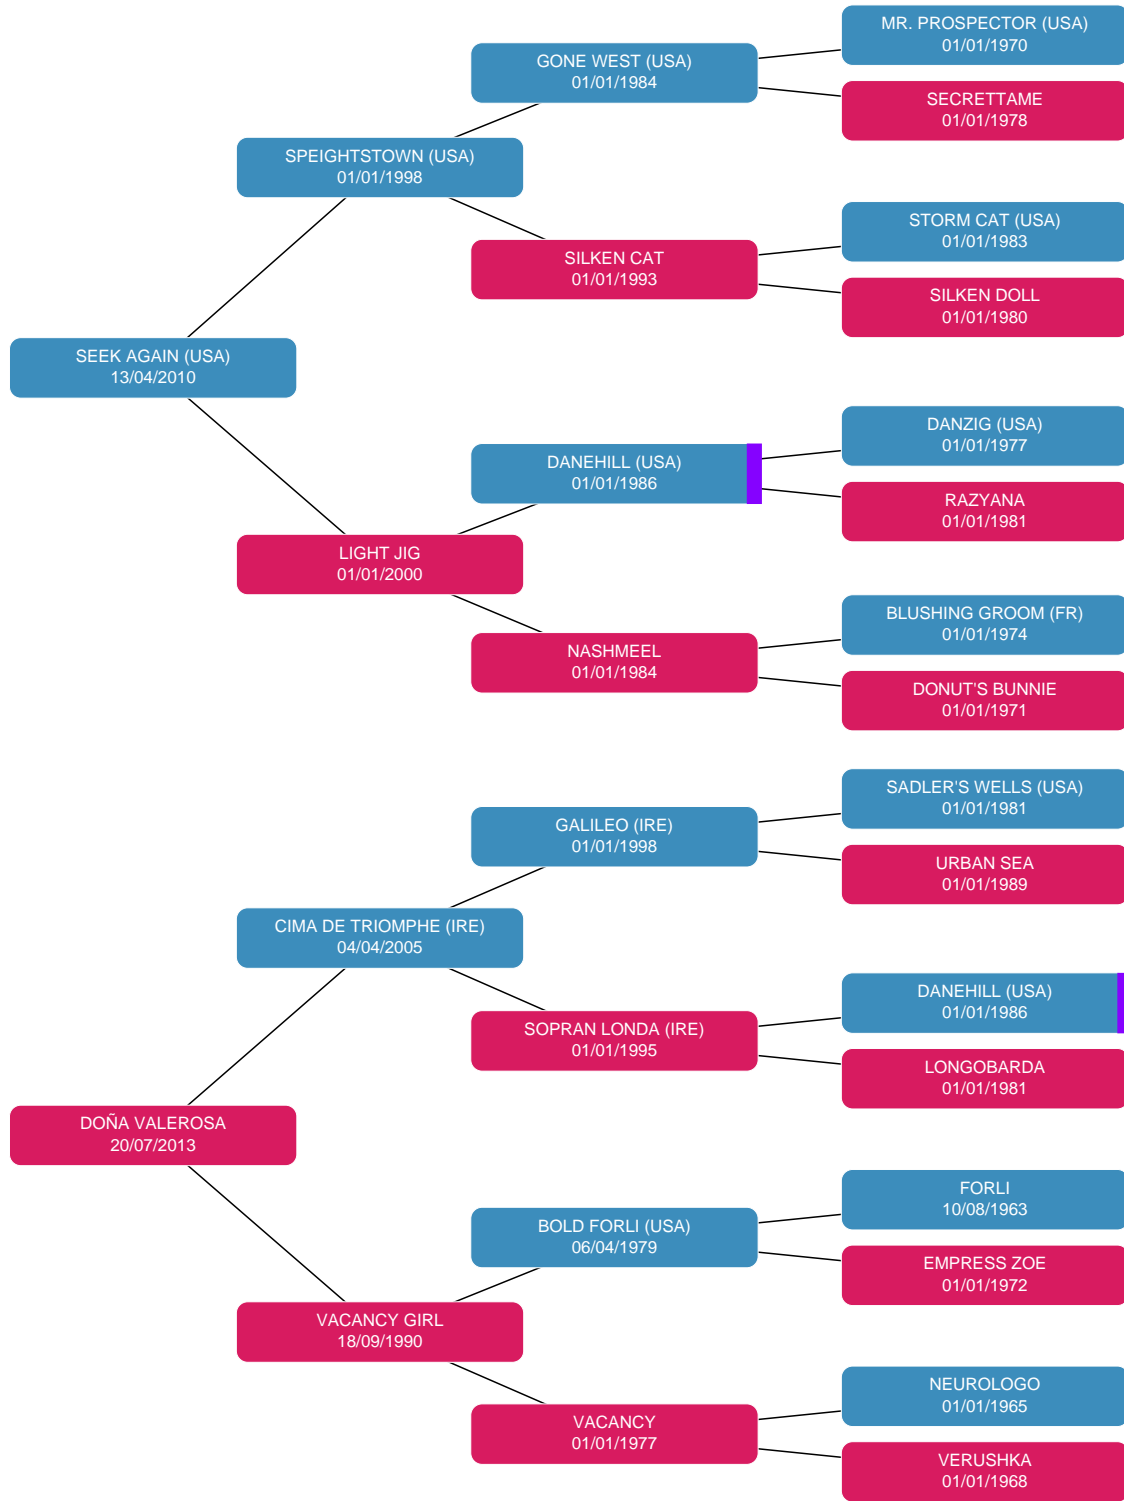 MR. PROSPECTOR (USA)
01/01/1970
GONE WEST (USA)
01/01/1984
SECRETTAME
01/01/1978
SPEIGHTSTOWN (USA)
01/01/1998
STORM CAT (USA)
01/01/1983
SILKEN CAT
01/01/1993
SILKEN DOLL
01/01/1980
SEEK AGAIN (USA)
13/04/2010
DANZIG (USA)
01/01/1977
DANEHILL (USA)
01/01/1986
RAZYANA
01/01/1981
LIGHT JIG
01/01/2000
BLUSHING GROOM (FR)
01/01/1974
NASHMEEL
01/01/1984
DONUT'S BUNNIE
01/01/1971
SADLER'S WELLS (USA)
01/01/1981
GALILEO (IRE)
01/01/1998
URBAN SEA
01/01/1989
CIMA DE TRIOMPHE (IRE)
04/04/2005
DANEHILL (USA)
01/01/1986
SOPRAN LONDA (IRE)
01/01/1995
LONGOBARDA
01/01/1981
DOÑA VALEROSA
20/07/2013
FORLI
10/08/1963
BOLD FORLI (USA)
06/04/1979
EMPRESS ZOE
01/01/1972
VACANCY GIRL
18/09/1990
NEUROLOGO
01/01/1965
VACANCY
01/01/1977
VERUSHKA
01/01/1968